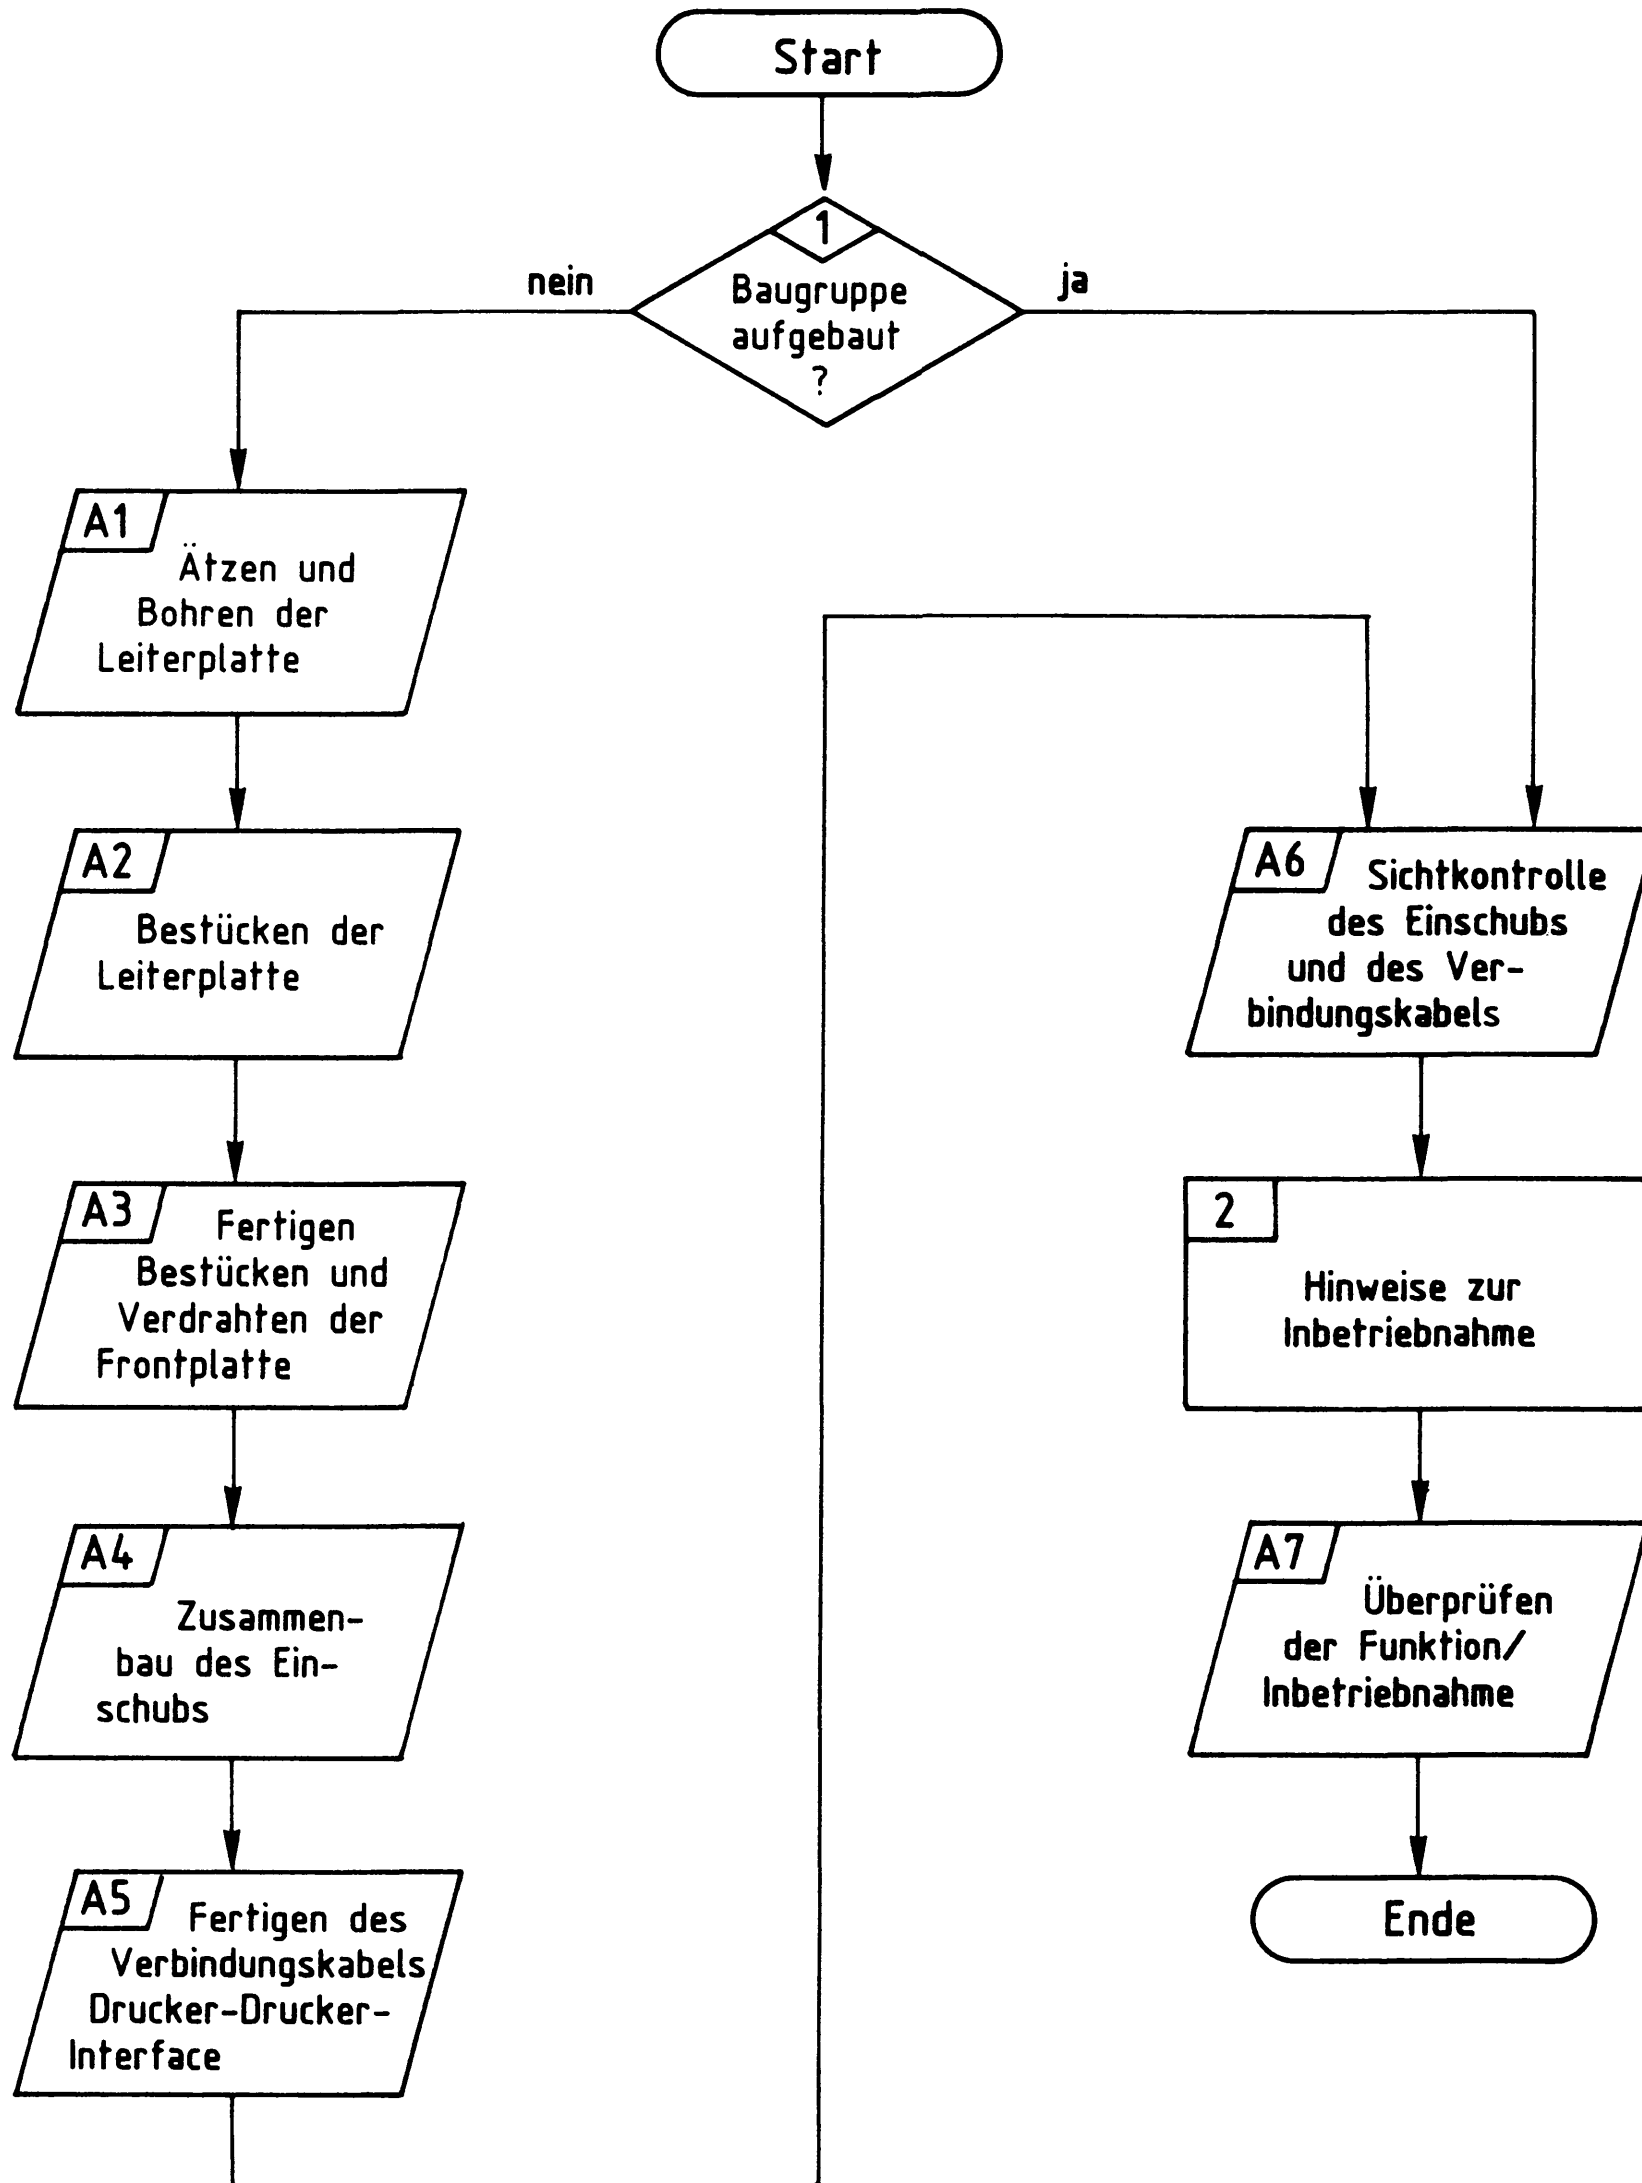 Start
1
Baugruppe
aufgebaut
?
nein
ja
A1
Ätzen und
Bohren der
Leiterplatte
A2
Bestücken der
Leiterplatte
A3
Fertigen
Bestücken und
Verdrahten der
Frontplatte
A4
Zusammen-
bau des Ein-
schubs
A5
Fertigen des
Verbindungskabels
Drucker-Drucker-
Interface
A6
Sichtkontrolle
des Einschubs
und des Ver-
bindungskabels
2
Hinweise zur
Inbetriebnahme
A7
Überprüfen
der Funktion/
Inbetriebnahme
Ende